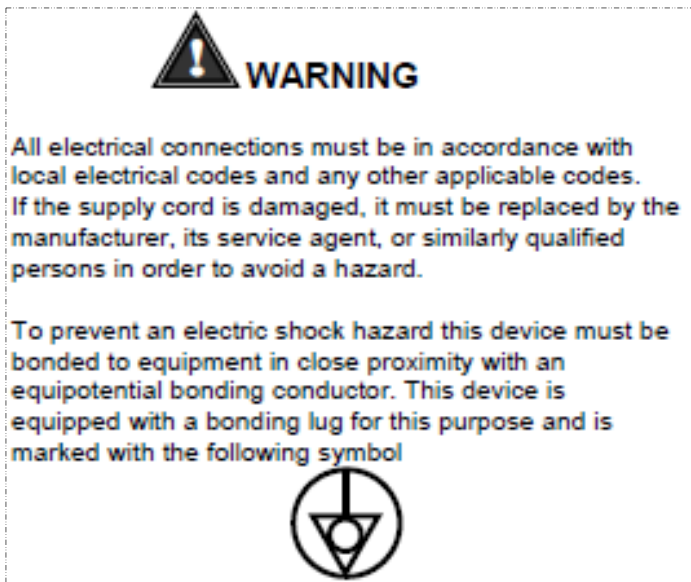 WARNING
All electrical connections must be in accordance with
local electrical codes and any other applicable codes.
If the supply cord is damaged, it must be replaced by the
manufacturer, its service agent, or similarly qualified
persons in order to avoid a hazard.
To prevent an electric shock hazard this device must be
bonded to equipment in close proximity with an
equipotential bonding conductor. This device is
equipped with a bonding lug for this purpose and is
marked with the following symbol